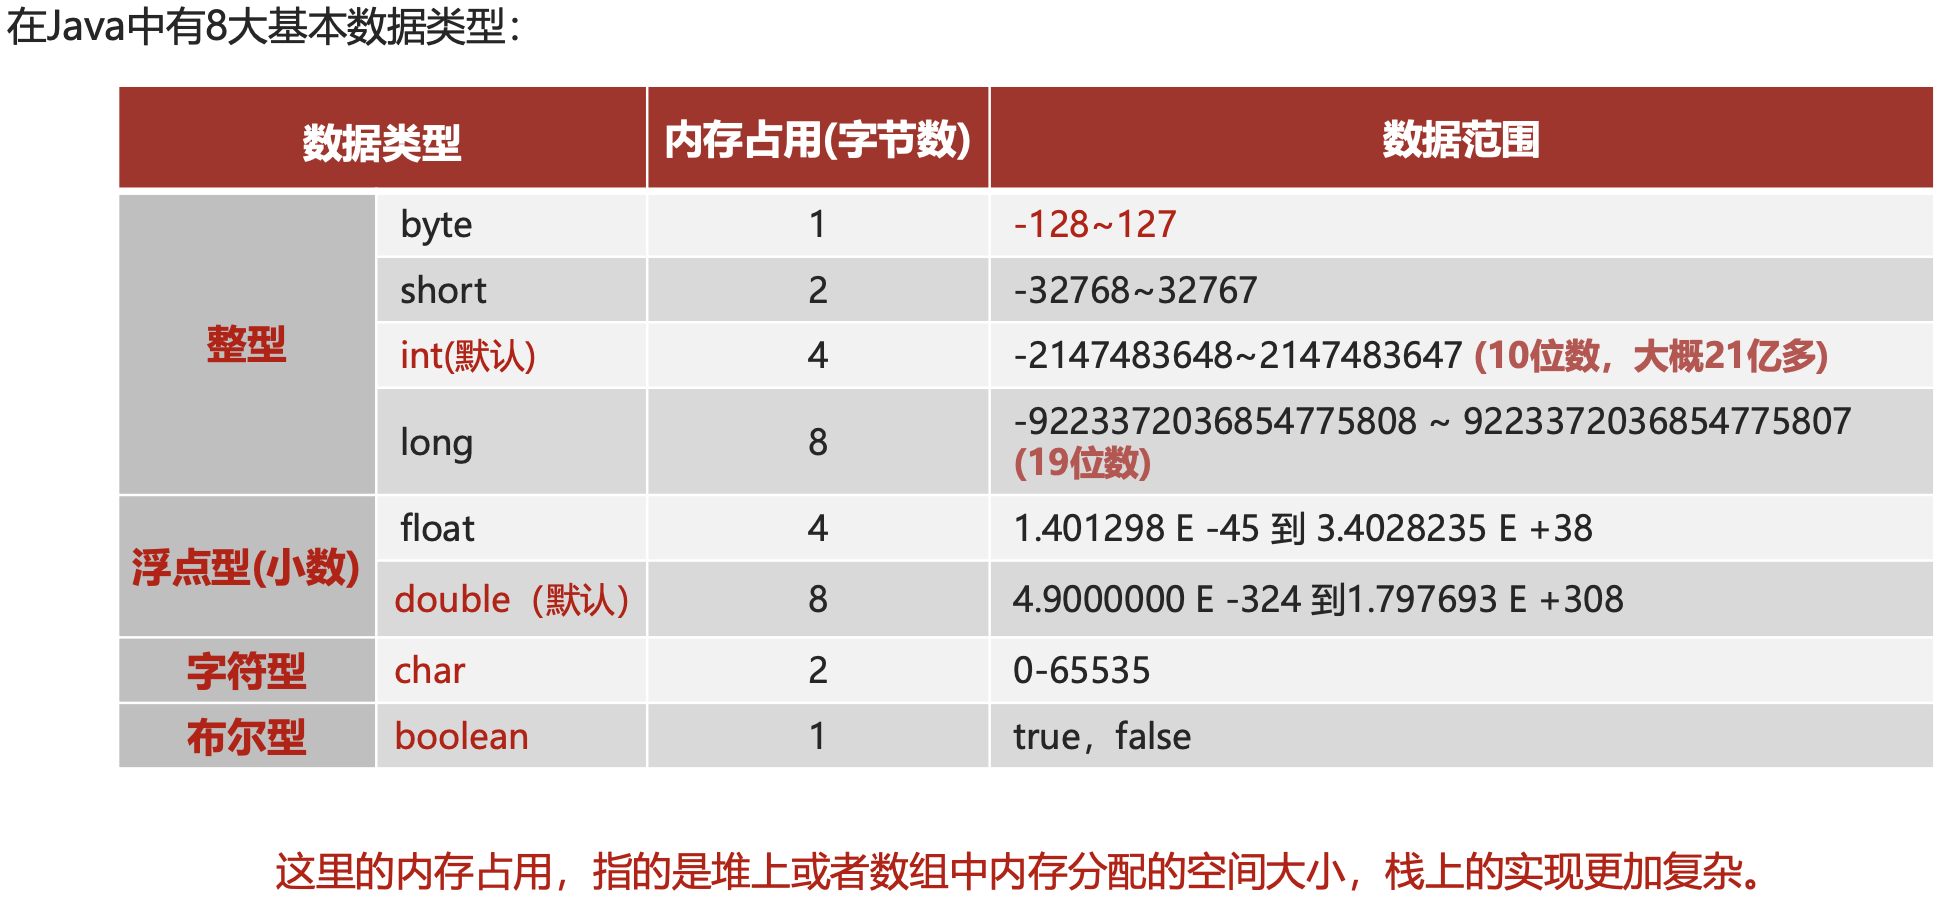 在Java中有8大基本数据类型：
数据类型 内存占用(字节数) 数据范围
整型
byte 1 -128~127
short 2 -32768~32767
int(默认) 4 -2147483648~2147483647 (10位数，大概21亿多)
long 8 -9223372036854775808 ~ 9223372036854775807
(19位数)
浮点型(小数)
float 4 1.401298 E -45 到 3.4028235 E +38
double（默认） 8 4.9000000 E -324 到1.797693 E +308
字符型 char 2 0-65535
布尔型 boolean 1 true，false
这里的内存占用，指的是堆上或者数组中内存分配的空间大小，栈上的实现更加复杂。